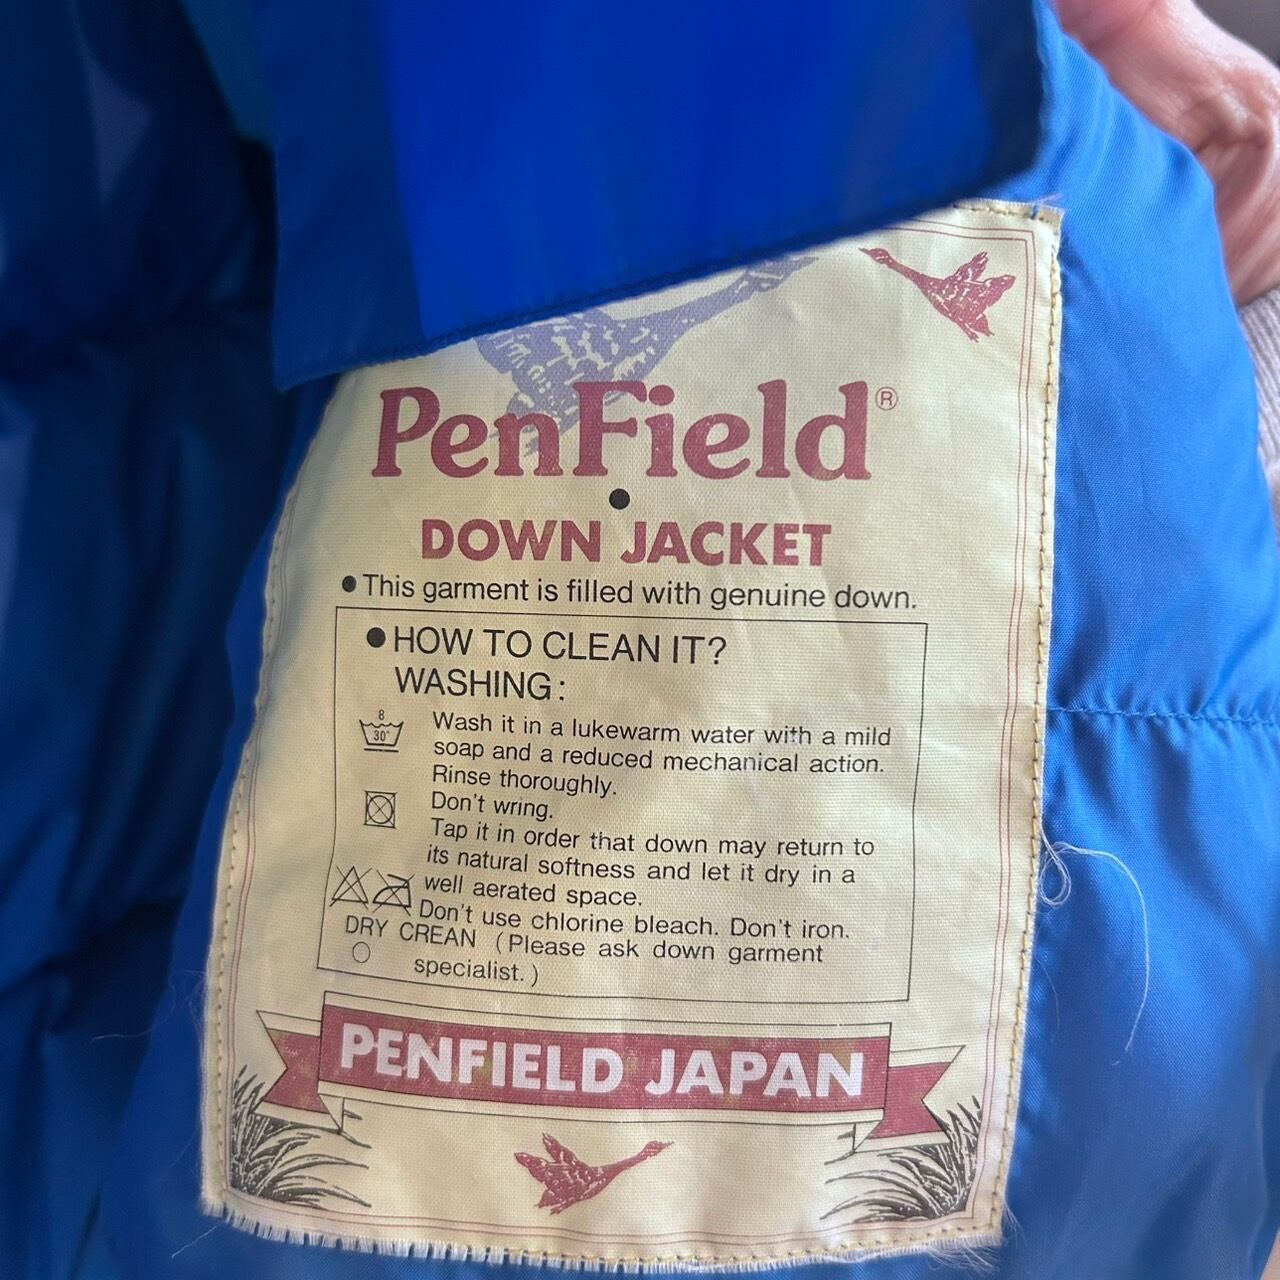 PenField®
DOWN JACKET
● This garment is filled with genuine down.
● HOW TO CLEAN IT?
WASHING:
8
30°
Wash it in a lukewarm water with a mild
soap and a reduced mechanical action.
Rinse thoroughly.
Don't wring.
Tap it in order that down may return to
its natural softness and let it dry in a
well aerated space.
Don't use chlorine bleach. Don't iron.
DRY CREAN (Please ask down garment
specialist.)
PENFIELD JAPAN